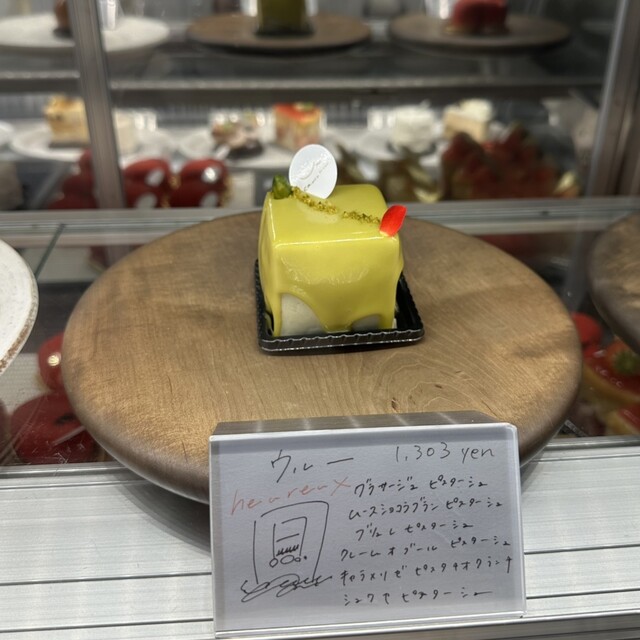 ウルー 1,303 yen
heureux
グラサージュ ピスターシュ
ムースショコラブラン ピスターシュ
ブリュレ ピスターシュ
クレームオブール ピスターシュ
キャラメリゼ ピスタチオクランチ
シュクセ ピスターシュ